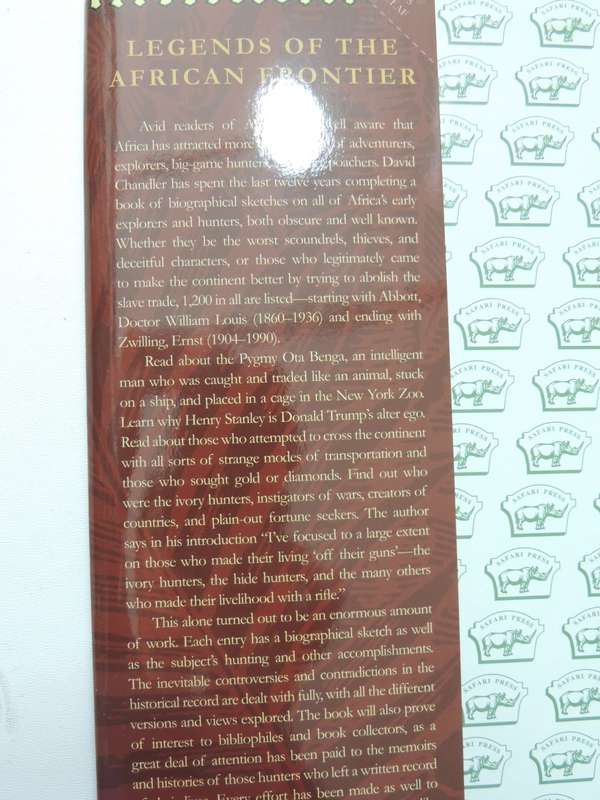 LEGENDS OF THE
AFRICAN FRONTIER
Avid readers of well aware that
Africa has attracted more of adventurers,
explorers, big-game hunters, poachers. David
Chandler has spent the last twelve years completing a
book of biographical sketches on all of Africa's early
explorers and hunters, both obscure and well known.
Whether they be the worst scoundrels, thieves, and
deceitful characters, or those who legitimately came
to make the continent better by trying to abolish the
slave trade, 1,200 in all are listed—starting with Abbott,
Doctor William Louis (1860–1936) and ending with
Zwilling, Ernst (1904–1990).
Read about the Pygmy Ota Benga, an intelligent
man who was caught and traded like an animal, stuck
on a ship, and placed in a cage in the New York Zoo.
Learn why Henry Stanley is Donald Trump's alter ego.
Read about those who attempted to cross the continent
with all sorts of strange modes of transportation and
those who sought gold or diamonds. Find out who
were the ivory hunters, instigators of wars, creators of
countries, and plain-out fortune seekers. The author
says in his introduction "I've focused to a large extent
on those who made their living 'off their guns'—the
ivory hunters, the hide hunters, and the many others
who made their livelihood with a rifle."
This alone turned out to be an enormous amount
of work. Each entry has a biographical sketch as well
as the subject's hunting and other accomplishments.
The inevitable controversies and contradictions in the
historical record are dealt with fully, with all the different
versions and views explored. The book will also prove
of interest to bibliophiles and book collectors, as a
great deal of attention has been paid to the memoirs
and histories of those hunters who left a written record
of their lives. Every effort has been made as well to
SAFARI PRESS